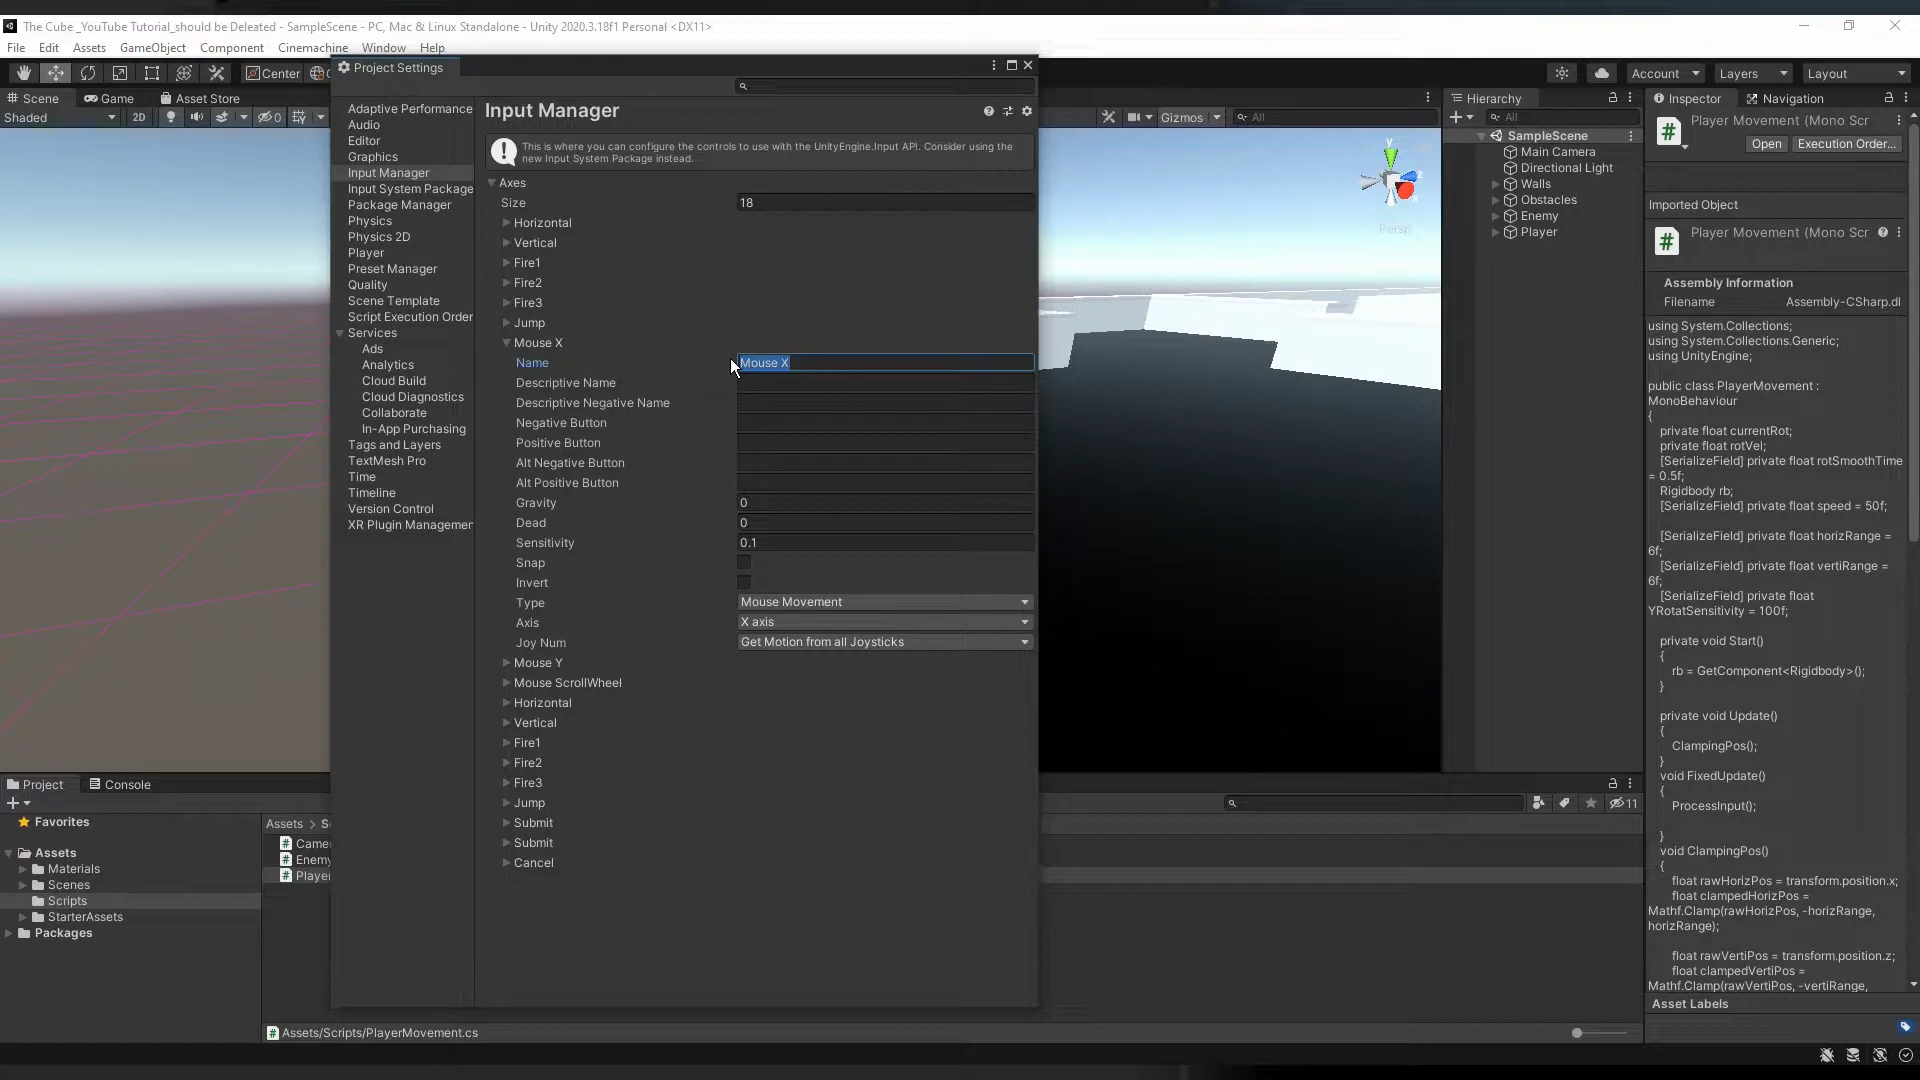 The Cube _YouTube Tutorial_should be Deleated - SampleScene - PC, Mac & Linux Standalone - Unity 2020.3.18f1 Personal <DX11>
File Edit Assets GameObject Component Cinemachine Window Help
Center
Account
Layers
Layout
Scene
Game
Asset Store
Shaded
2D
0
Project Settings
Adaptive Performance
Audio
Editor
Graphics
Input Manager
Input System Package
Package Manager
Physics
Physics 2D
Player
Preset Manager
Quality
Scene Template
Script Execution Order
Services
Ads
Analytics
Cloud Build
Cloud Diagnostics
Collaborate
In-App Purchasing
Tags and Layers
TextMesh Pro
Time
Timeline
Version Control
XR Plugin Managemen
Input Manager
This is where you can configure the controls to use with the UnityEngine.Input API. Consider using the
new Input System Package instead.
Axes
Size 18
Horizontal
Vertical
Fire1
Fire2
Fire3
Jump
Mouse X
Name Mouse X
Descriptive Name
Descriptive Negative Name
Negative Button
Positive Button
Alt Negative Button
Alt Positive Button
Gravity 0
Dead 0
Sensitivity 0.1
Snap
Invert
Type Mouse Movement
Axis X axis
Joy Num Get Motion from all Joysticks
Mouse Y
Mouse ScrollWheel
Horizontal
Vertical
Fire1
Fire2
Fire3
Jump
Submit
Submit
Cancel
Gizmos
All
y
z
x
Persp
Hierarchy
All
SampleScene
Main Camera
Directional Light
Walls
Obstacles
Enemy
Player
Inspector
Navigation
Player Movement (Mono Scr
Open
Execution Order...
Imported Object
Player Movement (Mono Scr
Assembly Information
Filename Assembly-CSharp.dl
using System.Collections;
using System.Collections.Generic;
using UnityEngine;
public class PlayerMovement :
MonoBehaviour
{
private float currentRot;
private float rotVel;
[SerializeField] private float rotSmoothTime
= 0.5f;
Rigidbody rb;
[SerializeField] private float speed = 50f;
[SerializeField] private float horizRange =
6f;
[SerializeField] private float vertiRange =
6f;
[SerializeField] private float
YRotatSensitivity = 100f;
private void Start()
{
rb = GetComponent<Rigidbody>();
}
private void Update()
{
ClampingPos();
}
void FixedUpdate()
{
ProcessInput();
}
void ClampingPos()
{
float rawHorizPos = transform.position.x;
float clampedHorizPos =
Mathf.Clamp(rawHorizPos, -horizRange,
horizRange);
float rawVertiPos = transform.position.z;
float clampedVertiPos =
Mathf.Clamp(rawVertiPos, -vertiRange,
Asset Labels
Project
Console
11
Favorites
Assets
Materials
Scenes
Scripts
StarterAssets
Packages
Assets > S
Came
Enemy
Player
Assets/Scripts/PlayerMovement.cs